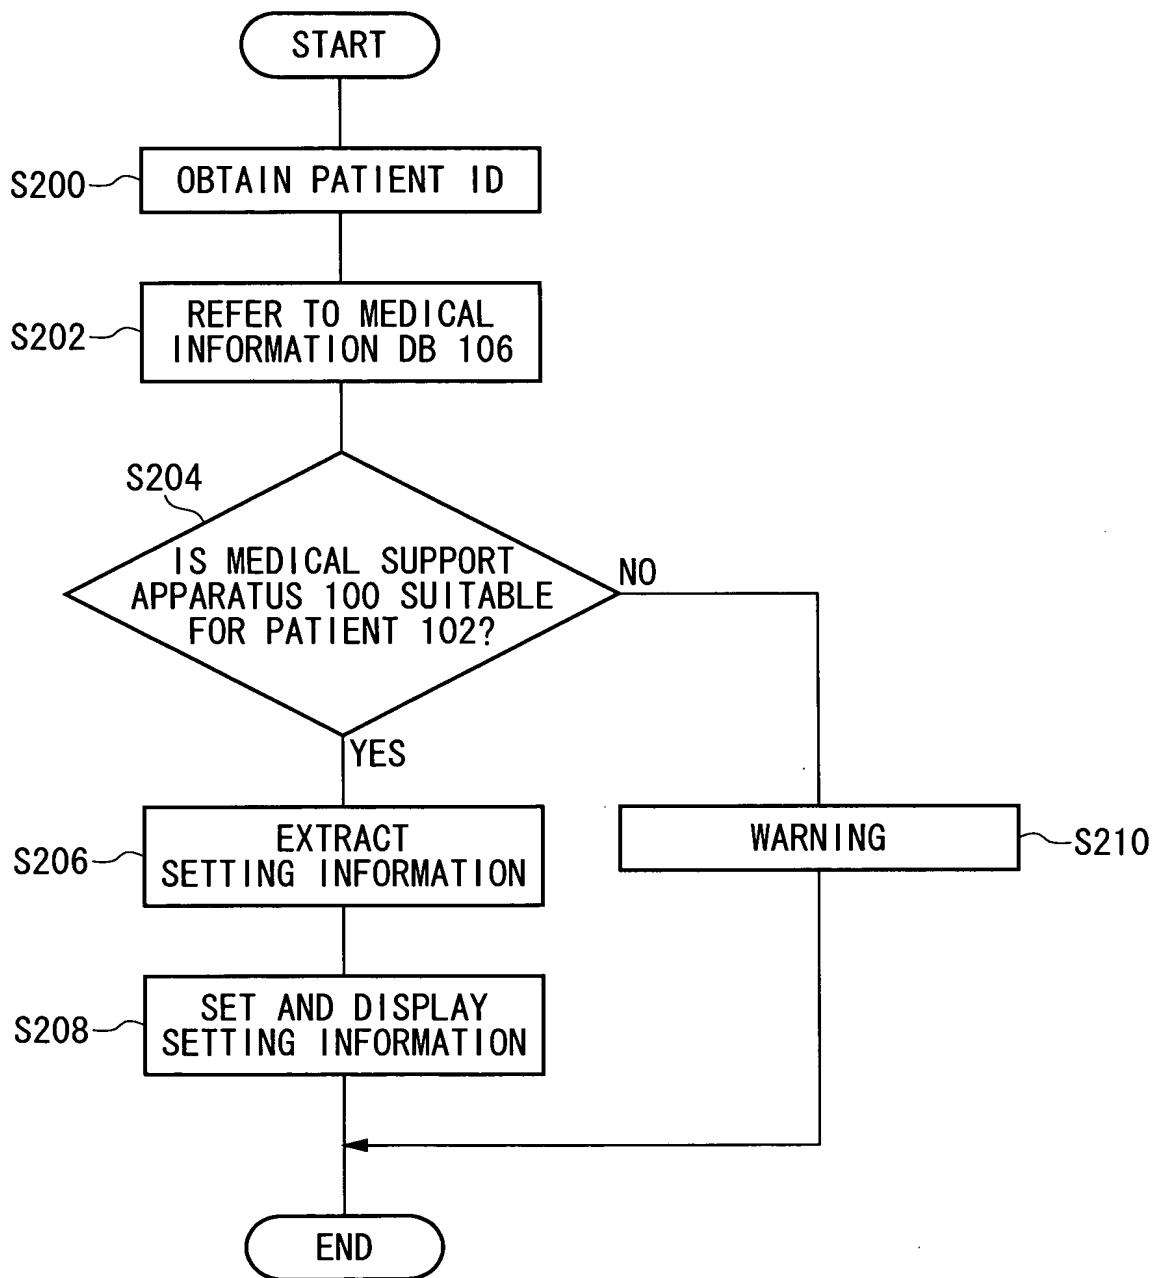 START
S200
OBTAIN PATIENT ID
S202
REFER TO MEDICAL
INFORMATION DB 106
S204
IS MEDICAL SUPPORT
APPARATUS 100 SUITABLE
FOR PATIENT 102?
NO
YES
S206
EXTRACT
SETTING INFORMATION
WARNING
S210
S208
SET AND DISPLAY
SETTING INFORMATION
END